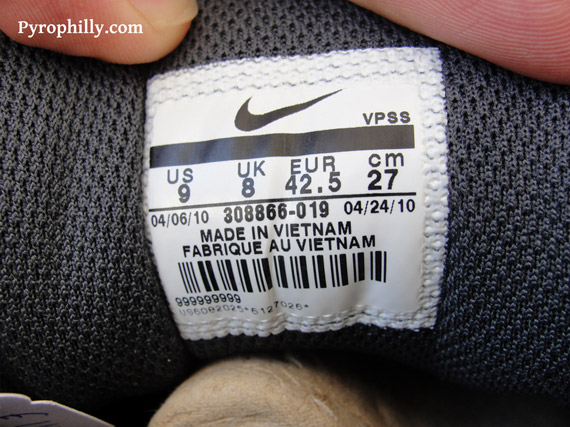 Pyrophilly.com
VPSS
US UK EUR cm
9 8 42.5 27
04/06/10 308866-019 04/24/10
MADE IN VIETNAM
FABRIQUE AU VIETNAM
999999999